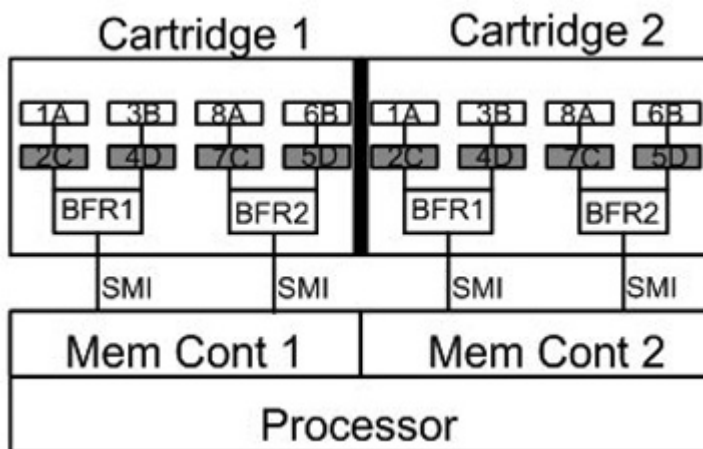 Cartridge 1 Cartridge 2
1A 3B 8A 6B 1A 3B 8A 6B
2C 4D 7C 5D 2C 4D 7C 5D
BFR1 BFR2 BFR1 BFR2
SMI SMI SMI SMI
Mem Cont 1 Mem Cont 2
Processor